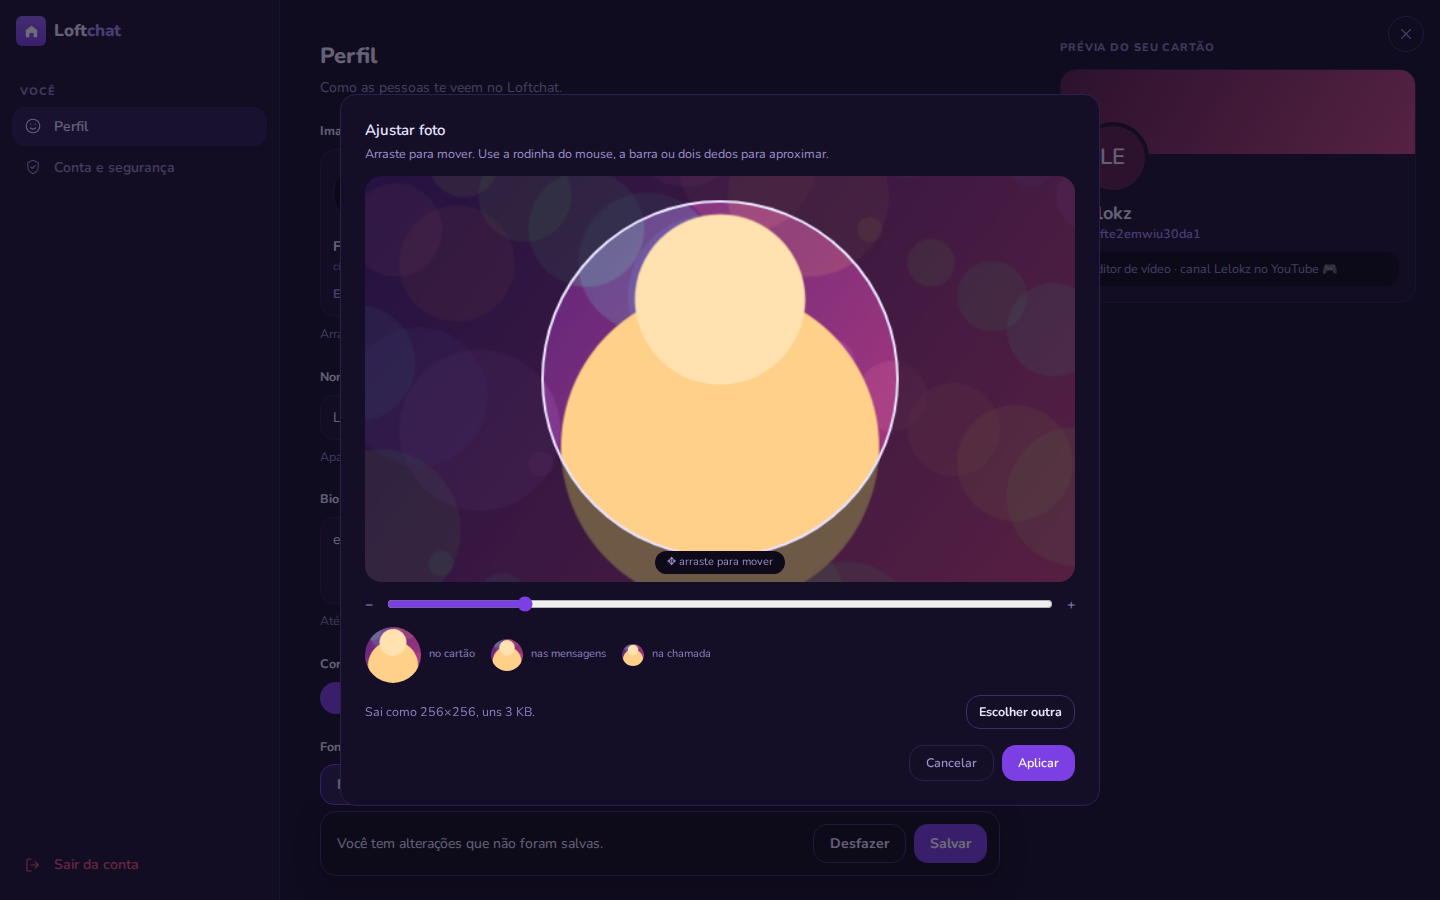 Loftchat
VOCÊ
Perfil
Conta e segurança
Sair da conta
Perfil
Como as pessoas te veem no Loftchat.
PRÉVIA DO SEU CARTÃO
LE
Ajustar foto
Arraste para mover. Use a rodinha do mouse, a barra ou dois dedos para aproximar.
✥ arraste para mover
− +
no cartão
nas mensagens
na chamada
Sai como 256×256, uns 3 KB.
Escolher outra
Cancelar
Aplicar
lokz
fte2emwiu30da1
ditor de vídeo · canal Lelokz no YouTube 🎮
Você tem alterações que não foram salvas.
Desfazer
Salvar